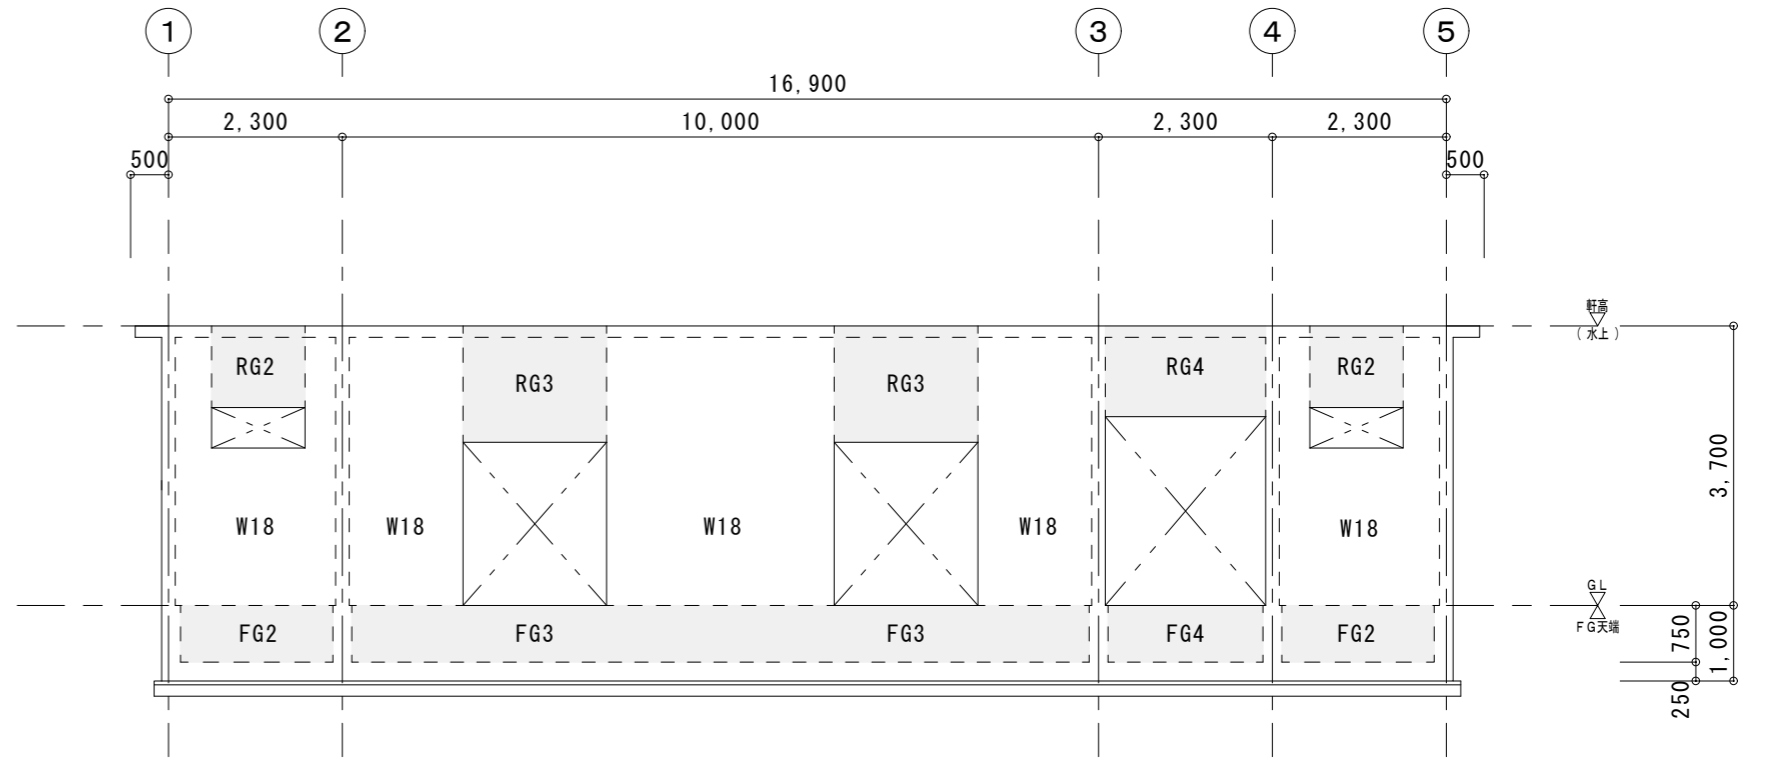 1 2 3 4 5
16,900
2,300 10,000 2,300 2,300
500 500
軒高
(水上)
RG2 RG3 RG3 RG4 RG2
3,700
W18 W18 W18 W18 W18
GL
FG天端
FG2 FG3 FG3 FG4 FG2
750 1,000
250